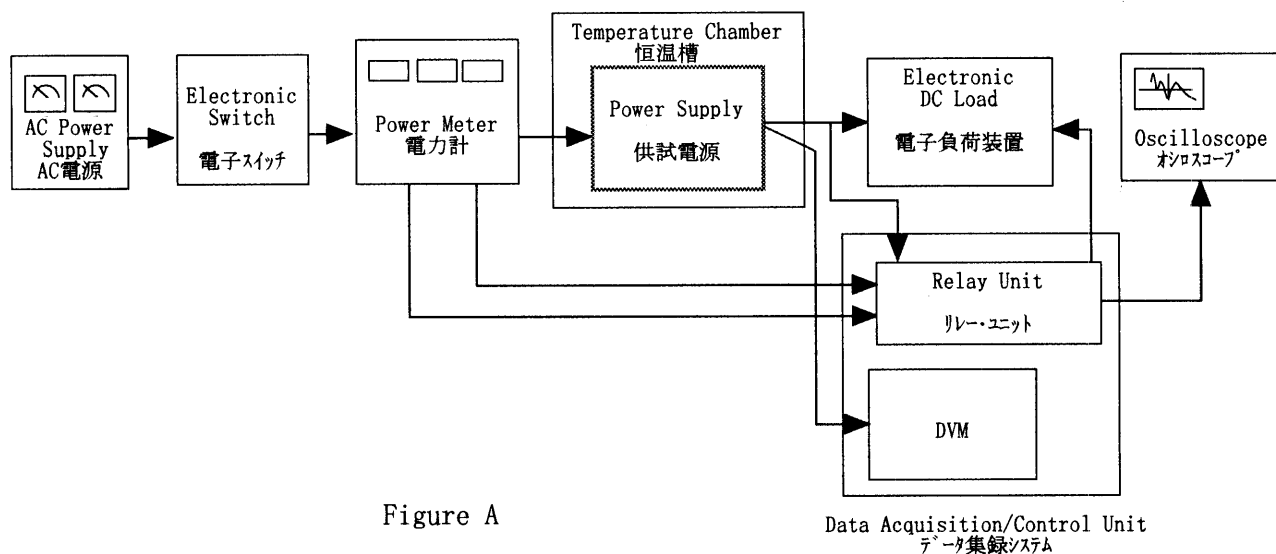 AC Power
Supply
AC電源
Electronic
Switch
電子スイッチ
Power Meter
電力計
Temperature Chamber
恒温槽
Power Supply
供試電源
Electronic
DC Load
電子負荷装置
Oscilloscope
オシロスコープ
Relay Unit
リレー・ユニット
DVM
Data Acquisition/Control Unit
データ集録システム
Figure A